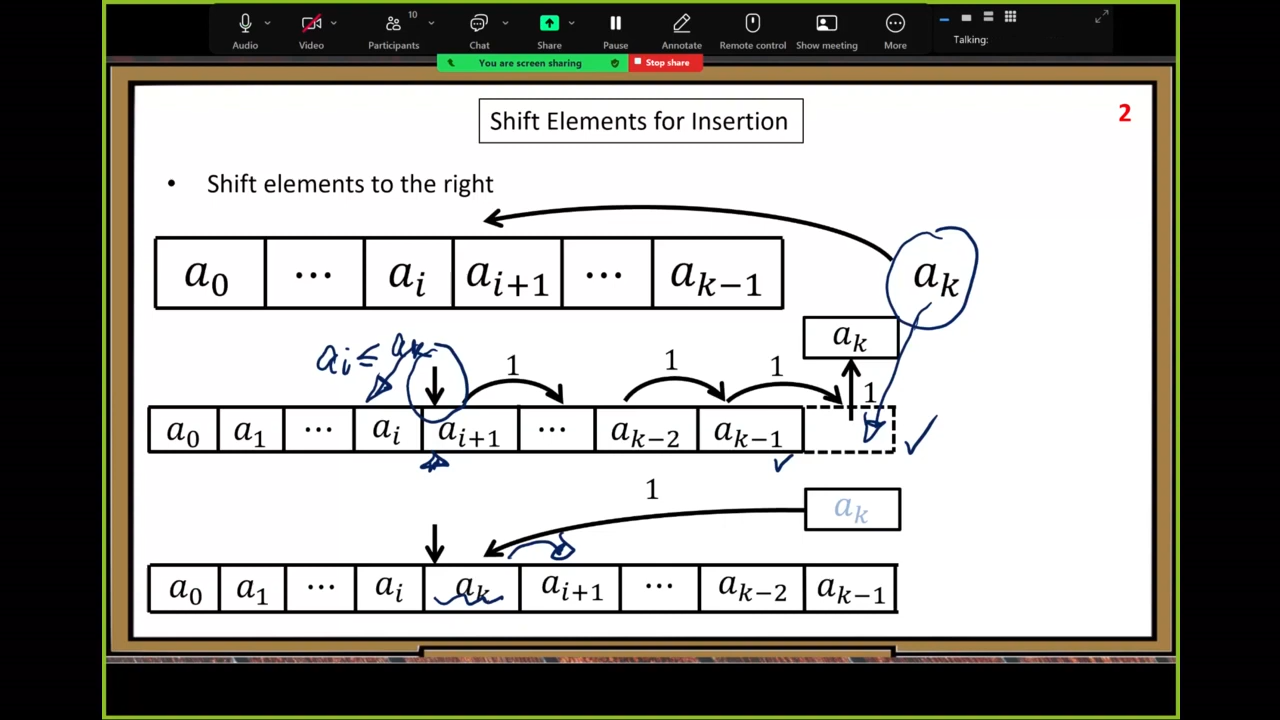 10
Audio Video Participants Chat Share Pause Annotate Remote control Show meeting More Talking:
You are screen sharing Stop share
Shift Elements for Insertion
2
• Shift elements to the right
a₀ ⋯ aᵢ aᵢ₊₁ ⋯ aₖ₋₁ aₖ
aₖ
aᵢ ≤ aₖ
1 1 1 1
a₀ a₁ ⋯ aᵢ aᵢ₊₁ ⋯ aₖ₋₂ aₖ₋₁
1
aₖ
a₀ a₁ ⋯ aᵢ aₖ aᵢ₊₁ ⋯ aₖ₋₂ aₖ₋₁